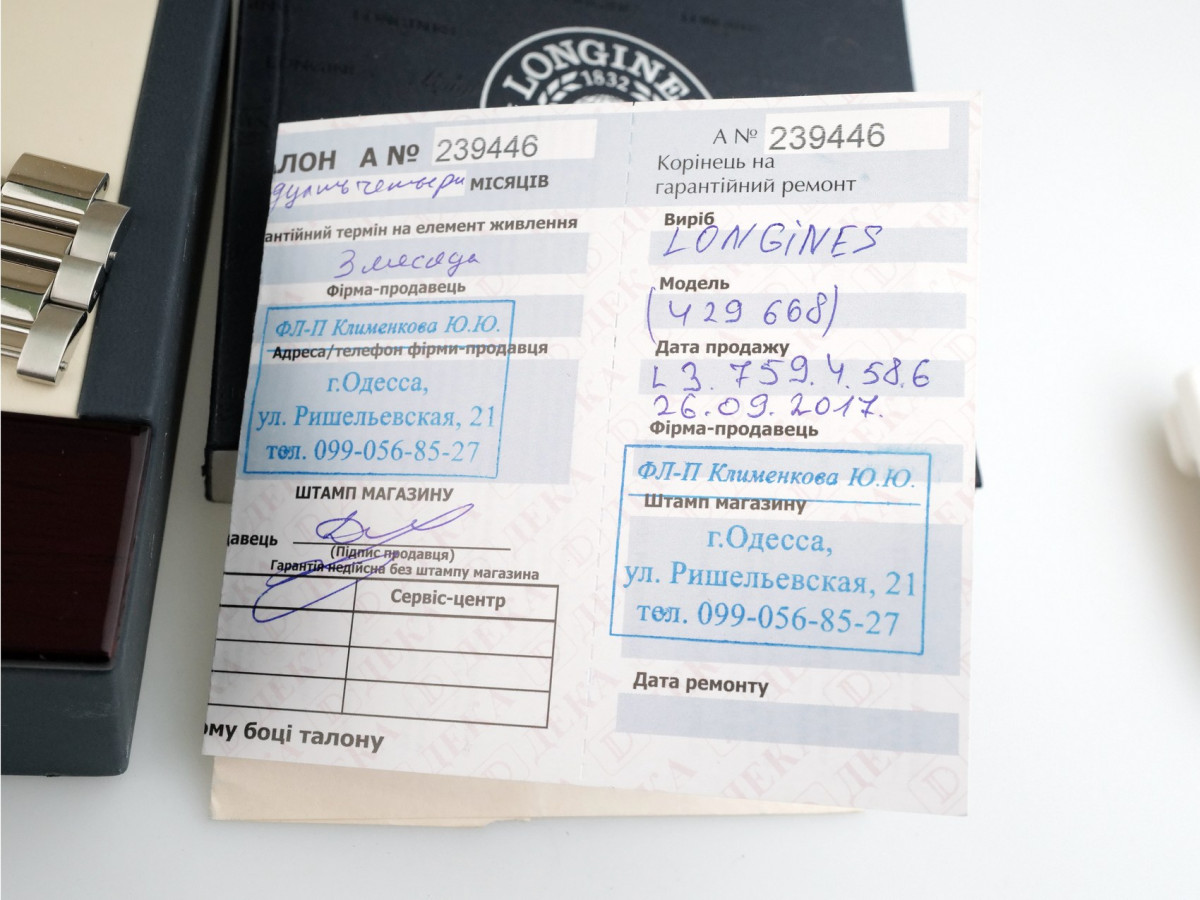 LONGINE
1832
ЛОН А № 239446
МІСЯЦІВ
антійний термін на елемент живлення
3 месяца
Фірма-продавець
ФЛ-П Клименкова Ю.Ю.
Адреса/телефон фірми-продавця
г.Одесса,
ул. Ришельевская, 21
тел. 099-056-85-27
ШТАМП МАГАЗИНУ
давець
(Підпис продавця)
Гарантія недійсна без штампу магазина
Сервіс-центр
ому боці талону
А № 239446
Корінець на
гарантійний ремонт
Виріб
LONGINES
Модель
(429 668)
Дата продажу
L3.759.4.58.6
26.09.2017.
Фірма-продавець
ФЛ-П Клименкова Ю.Ю.
Штамп магазину
г.Одесса,
ул. Ришельевская, 21
тел. 099-056-85-27
Дата ремонту
ДЕКА